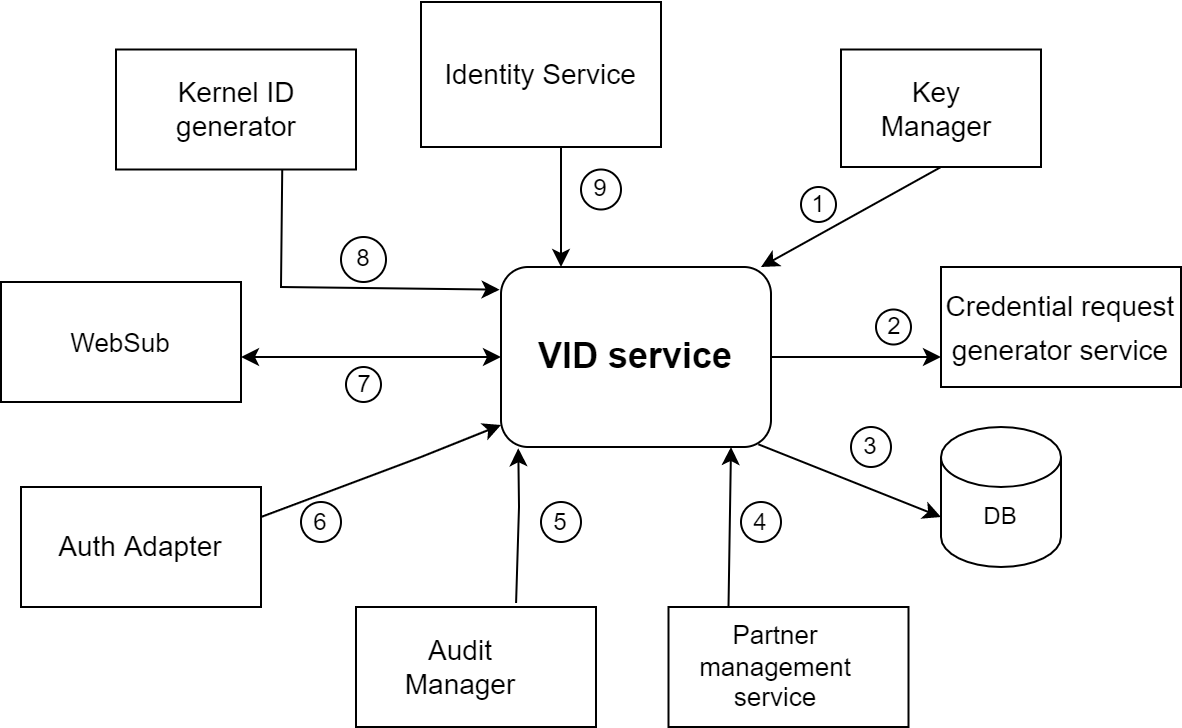 Identity Service
Kernel ID
generator
Key
Manager
9
1
8
Credential request
generator service
2
WebSub
VID service
7
3
DB
6
5
4
Auth Adapter
Audit
Manager
Partner
management
service